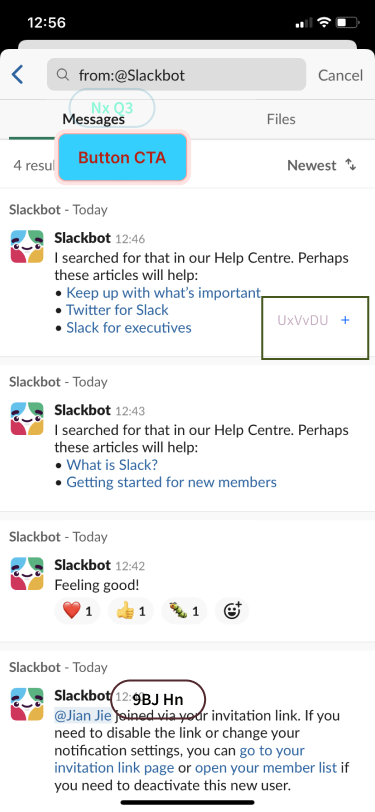 12:56
from:@Slackbot
Cancel
Nx Q3
Messages
Files
4
Button CTA
Newest
Slackbot - Today
Slackbot 12:46
I searched for that in our Help Centre. Perhaps
these articles will help:
• Keep up with what's important
• Twitter for Slack
• Slack for executives
UxVvDU +
Slackbot - Today
Slackbot 12:43
I searched for that in our Help Centre. Perhaps
these articles will help:
• What is Slack?
• Getting started for new members
Slackbot - Today
Slackbot 12:42
Feeling good!
1
1
1
Slackbot - Today
Slackbot
9BJ Hn
@Jian Jie joined via your invitation link. If you
need to disable the link or change your
notification settings, you can go to your
invitation link page or open your member list if
you need to deactivate this new user.